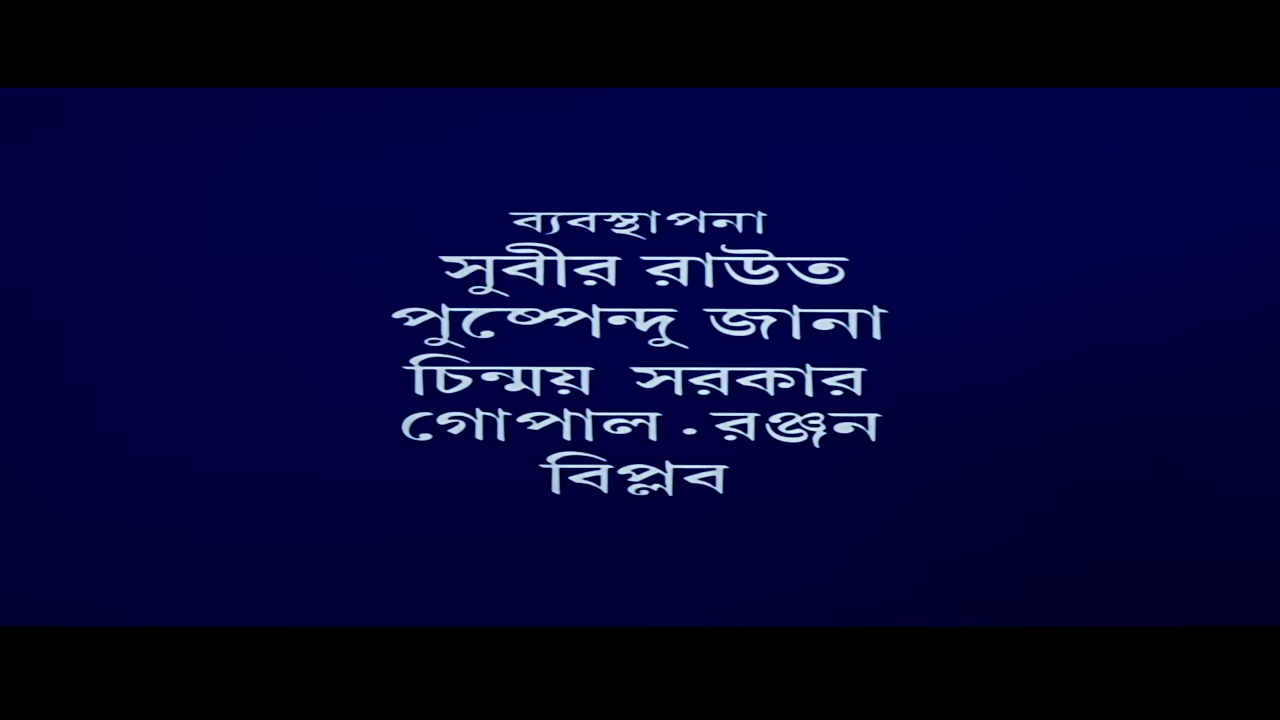 ব্যবস্থাপনা
সুবীর রাউত
পুষ্পেন্দু জানা
চিন্ময় সরকার
গোপাল · রঞ্জন
বিপ্লব